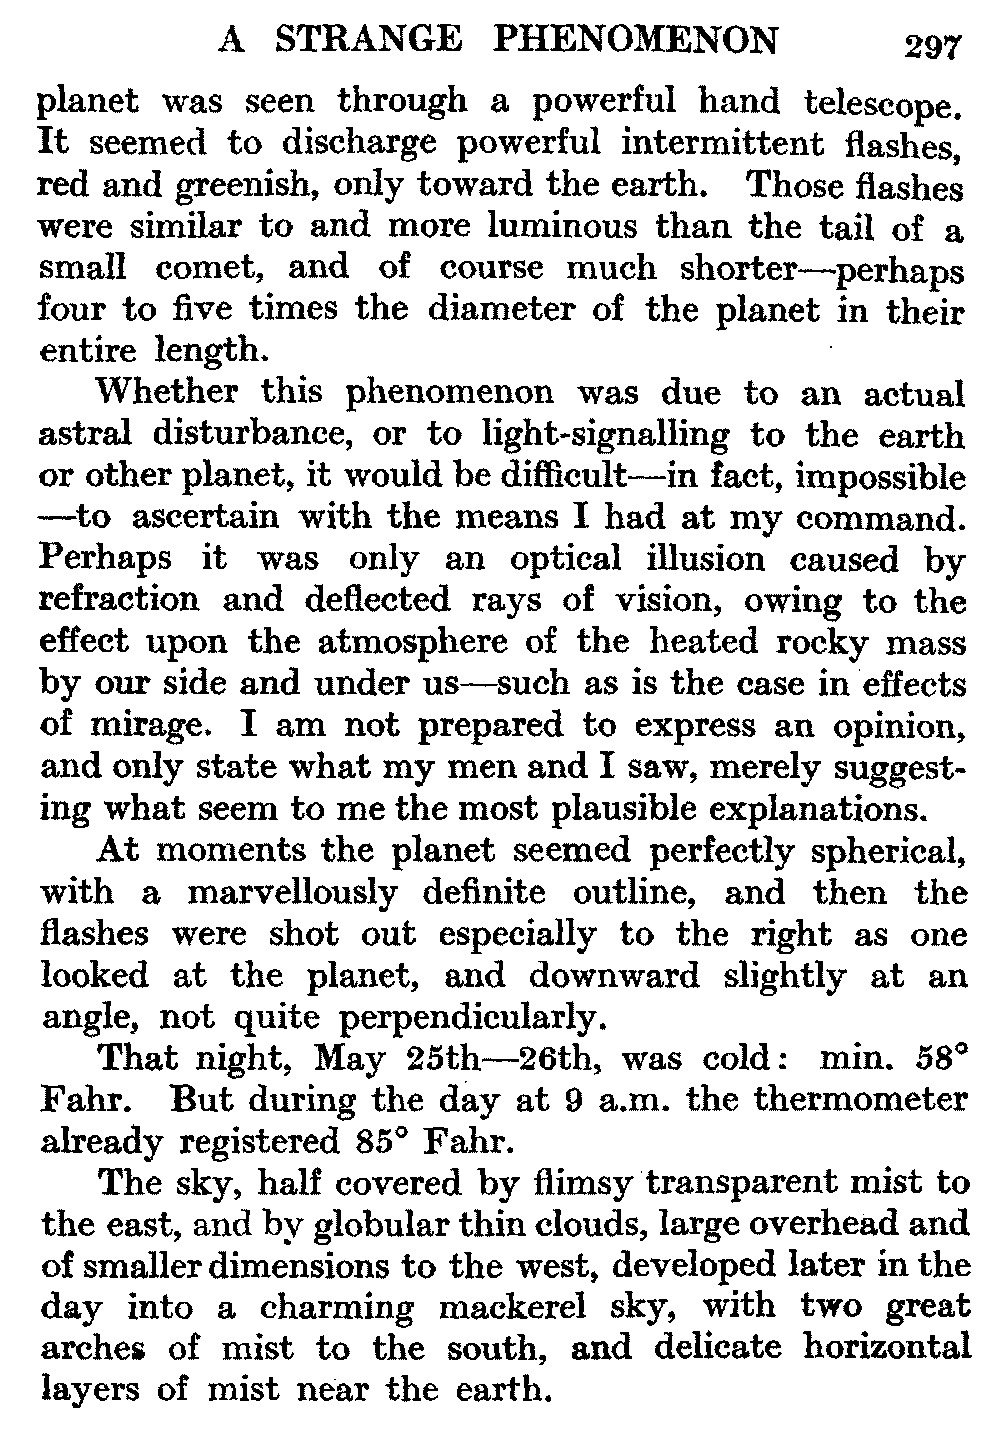 A STRANGE PHENOMENON 297
planet was seen through a powerful hand telescope.
It seemed to discharge powerful intermittent flashes,
red and greenish, only toward the earth. Those flashes
were similar to and more luminous than the tail of a
small comet, and of course much shorter—perhaps
four to five times the diameter of the planet in their
entire length.
Whether this phenomenon was due to an actual
astral disturbance, or to light-signalling to the earth
or other planet, it would be difficult—in fact, impossible
—to ascertain with the means I had at my command.
Perhaps it was only an optical illusion caused by
refraction and deflected rays of vision, owing to the
effect upon the atmosphere of the heated rocky mass
by our side and under us—such as is the case in effects
of mirage. I am not prepared to express an opinion,
and only state what my men and I saw, merely suggest-
ing what seem to me the most plausible explanations.
At moments the planet seemed perfectly spherical,
with a marvellously definite outline, and then the
flashes were shot out especially to the right as one
looked at the planet, and downward slightly at an
angle, not quite perpendicularly.
That night, May 25th—26th, was cold: min. 58°
Fahr. But during the day at 9 a.m. the thermometer
already registered 85° Fahr.
The sky, half covered by flimsy transparent mist to
the east, and by globular thin clouds, large overhead and
of smaller dimensions to the west, developed later in the
day into a charming mackerel sky, with two great
arches of mist to the south, and delicate horizontal
layers of mist near the earth.